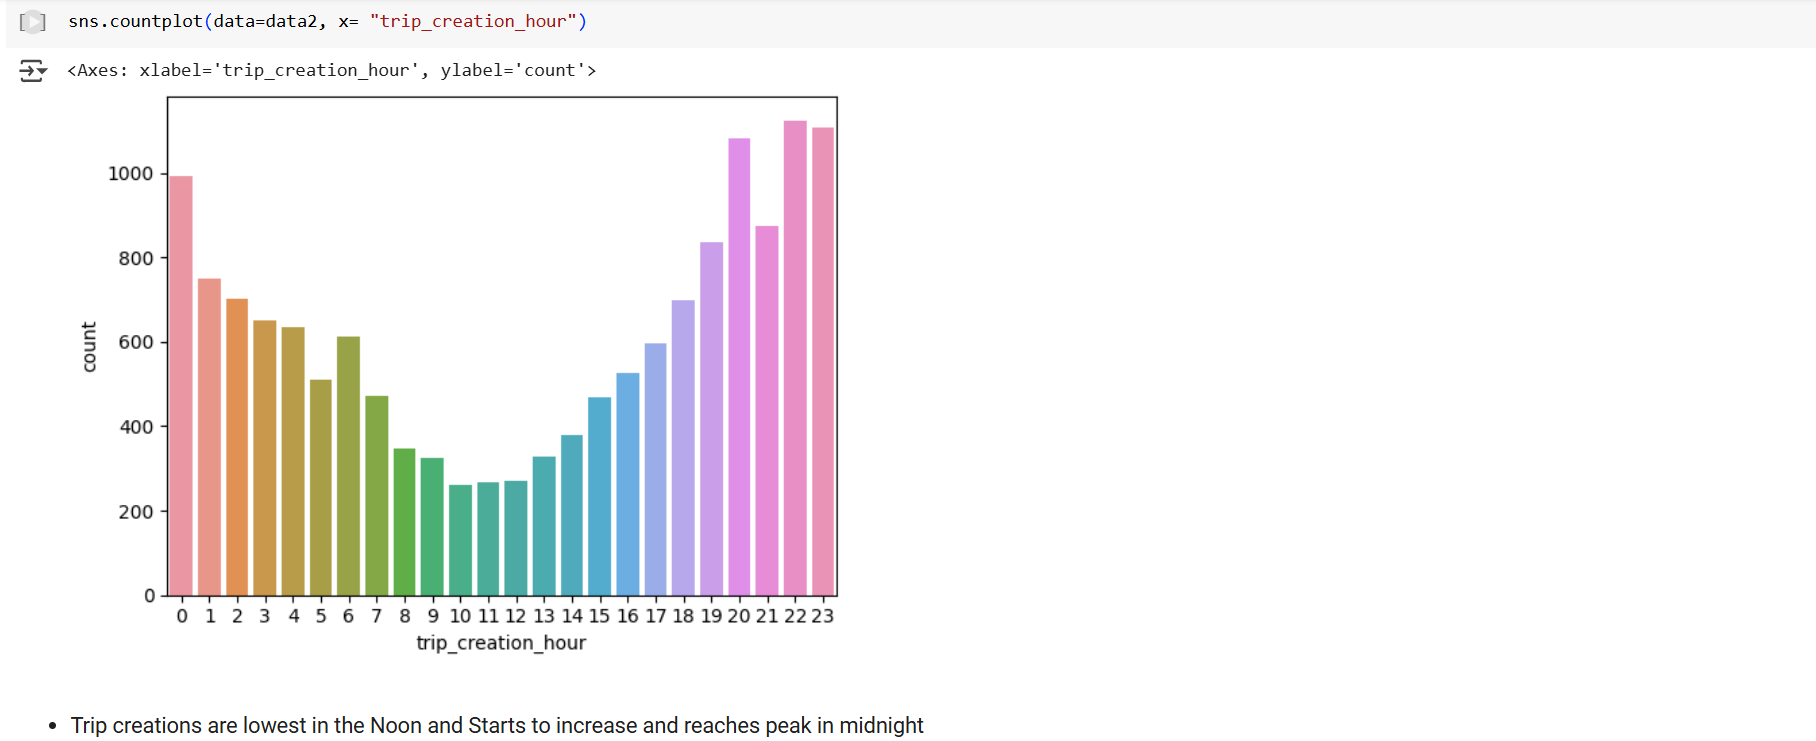 sns.countplot(data=data2, x= "trip_creation_hour")
<Axes: xlabel='trip_creation_hour', ylabel='count'>
1000
800
600
400
200
0
count
0 1 2 3 4 5 6 7 8 9 10 11 12 13 14 15 16 17 18 19 20 21 22 23
trip_creation_hour
• Trip creations are lowest in the Noon and Starts to increase and reaches peak in midnight